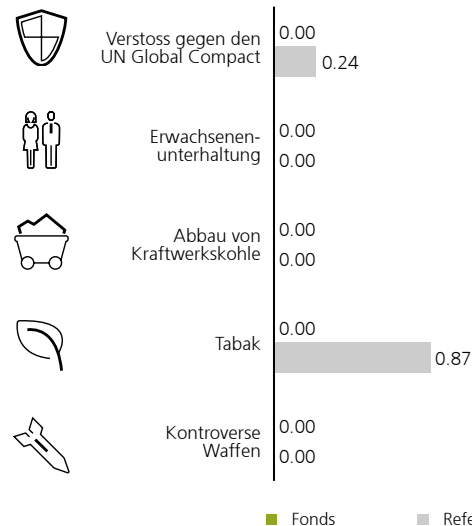 Verstoss gegen den
UN Global Compact
0.00
0.24
Erwachsenen-
unterhaltung
0.00
0.00
Abbau von
Kraftwerkskohle
0.00
0.00
Tabak
0.00
0.87
Kontroverse
Waffen
0.00
0.00
Fonds